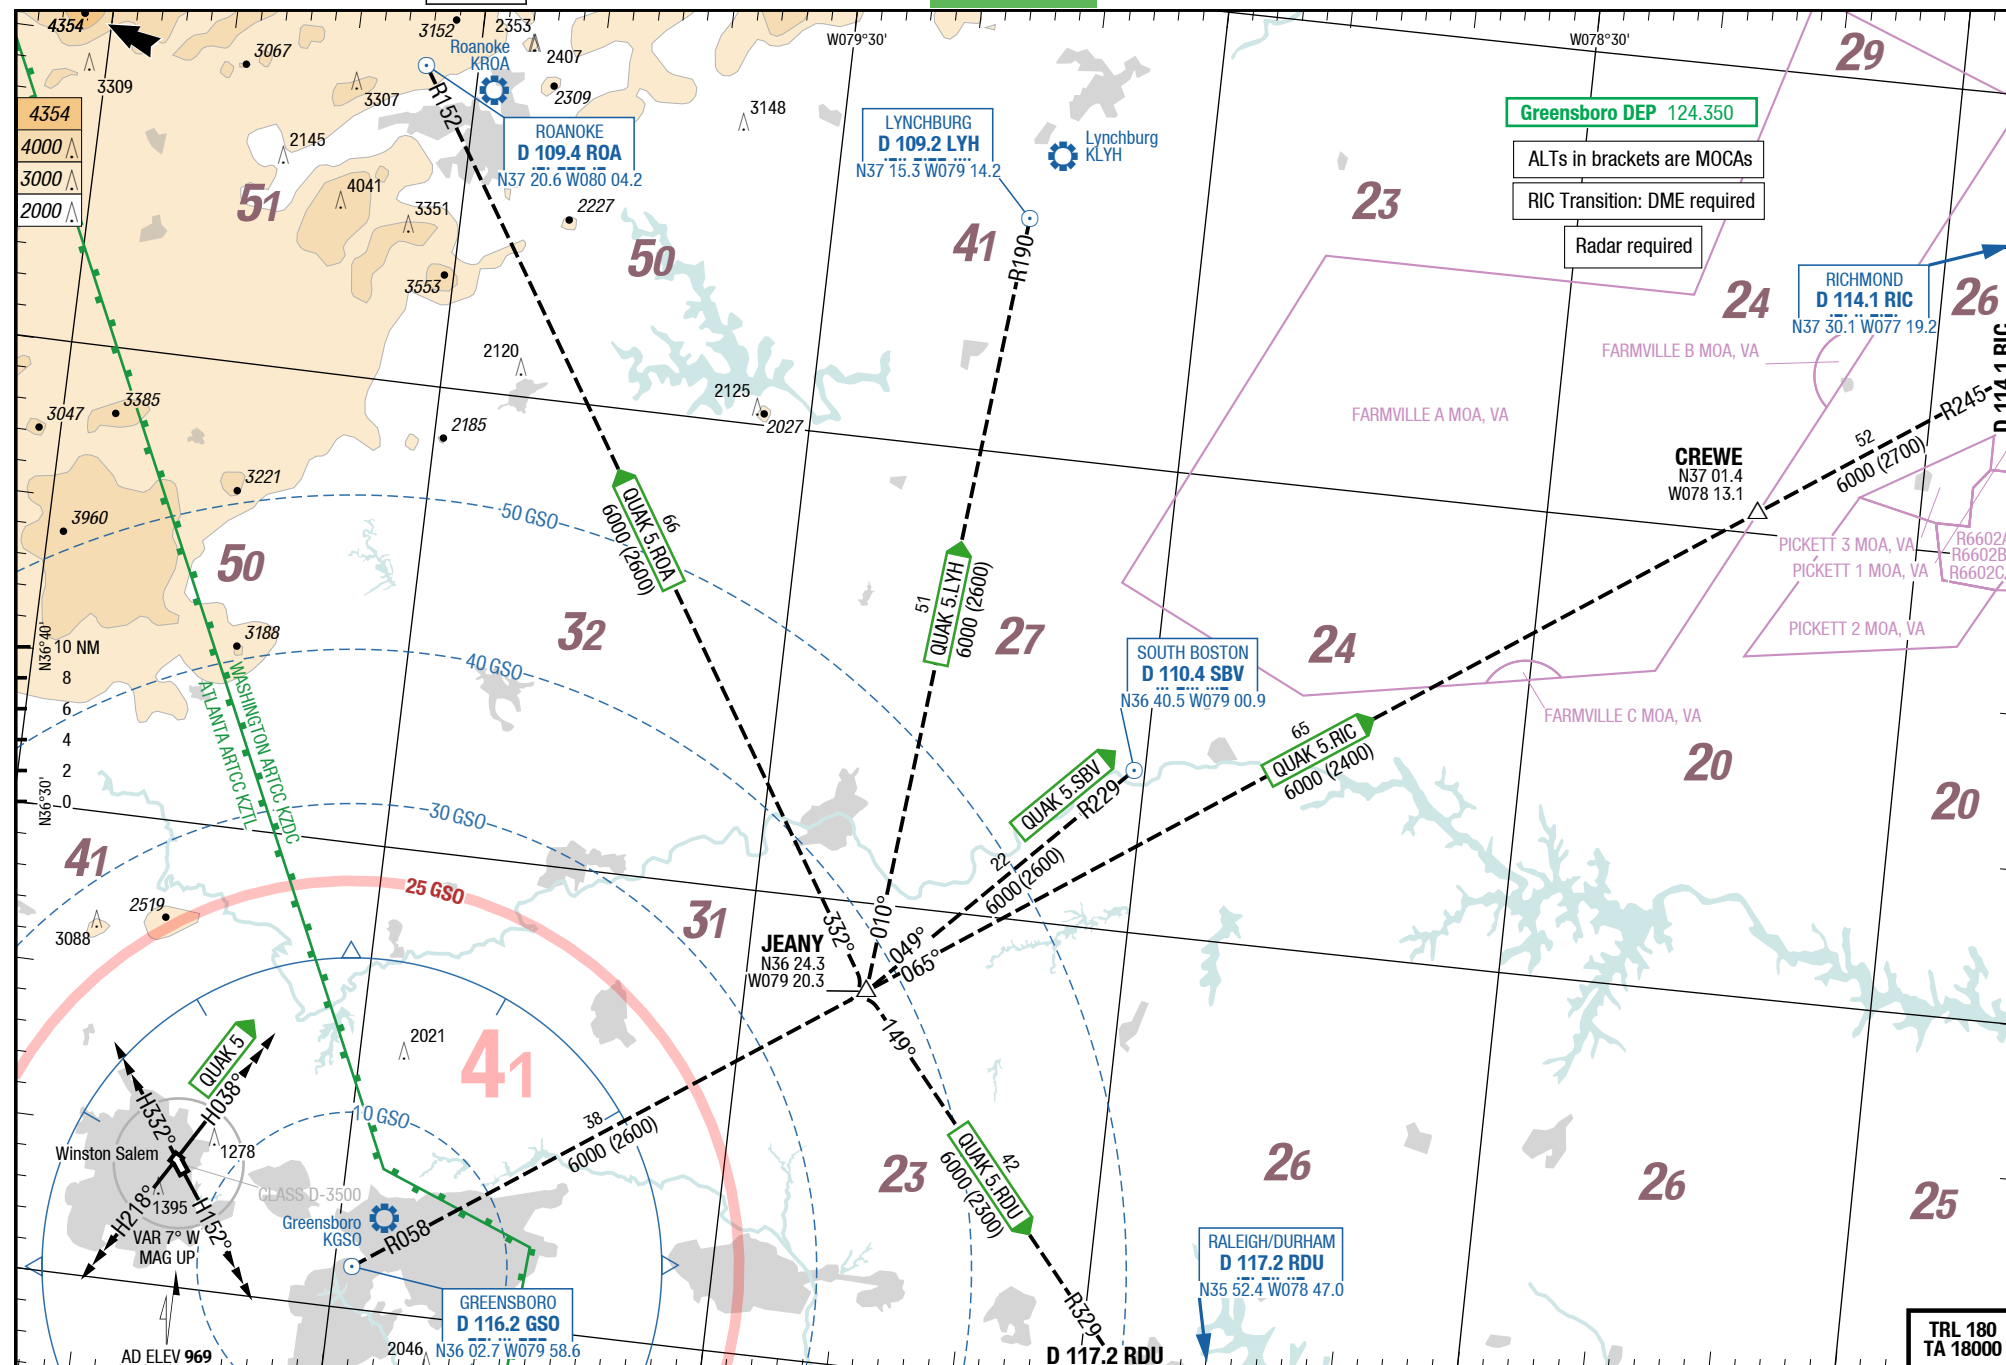 4354
3309
3067
3152
2353
2407
Roanoke
KROA
3307
2309
R152
W079°30'
W078°30'
29
4354
4000
3000
2000
2145
4041
3351
51
ROANOKE
D 109.4 ROA
N37 20.6 W080 04.2
2227
3148
LYNCHBURG
D 109.2 LYH
N37 15.3 W079 14.2
Lynchburg
KLYH
Greensboro DEP 124.350
ALTs in brackets are MOCAs
RIC Transition: DME required
Radar required
23
50
41
R190
3553
24
RICHMOND
D 114.1 RIC
N37 30.1 W077 19.2
26
D 114.1 RIC
FARMVILLE B MOA, VA
2120
2125
2027
3385
3047
2185
FARMVILLE A MOA, VA
R245
52
6000 (2700)
CREWE
N37 01.4
W078 13.1
3221
3960
50 GSO
QUAK 5.ROA
66
6000 (2600)
50
32
51
QUAK 5.LYH
6000 (2600)
27
24
PICKETT 3 MOA, VA
PICKETT 1 MOA, VA
R6602A
R6602B
R6602C
PICKETT 2 MOA, VA
N36°40'
10 NM
8
6
4
2
0
3188
40 GSO
WASHINGTON ARTCC KZDC
ATLANTA ARTCC KZTL
SOUTH BOSTON
D 110.4 SBV
N36 40.5 W079 00.9
FARMVILLE C MOA, VA
65
QUAK 5.RIC
6000 (2400)
20
20
N36°30'
30 GSO
QUAK 5.SBV
R229
22
6000 (2600)
41
25 GSO
2519
3088
31
332°
010°
049°
065°
JEANY
N36 24.3
W079 20.3
149°
2021
41
QUAK 5
H038°
H332°
10 GSO
Winston Salem
1278
CLASS D-3500
1395
H218°
H152°
VAR 7° W
MAG UP
38
6000 (2600)
Greensboro
KGSO
R058
23
42
QUAK 5.RDU
6000 (2300)
26
26
25
RALEIGH/DURHAM
D 117.2 RDU
N35 52.4 W078 47.0
GREENSBORO
D 116.2 GSO
N36 02.7 W079 58.6
R329
D 117.2 RDU
2046
AD ELEV 969
TRL 180
TA 18000